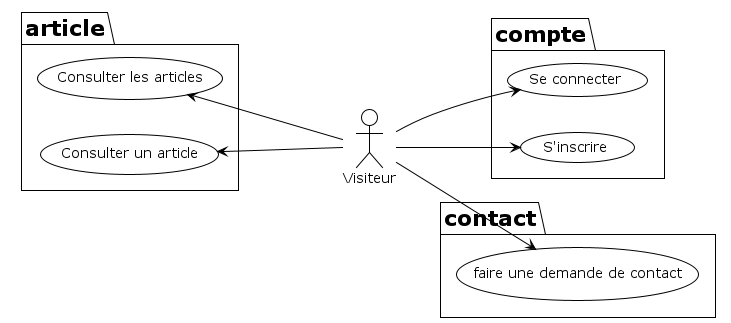 article
Consulter les articles
Consulter un article
Visiteur
compte
Se connecter
S'inscrire
contact
faire une demande de contact